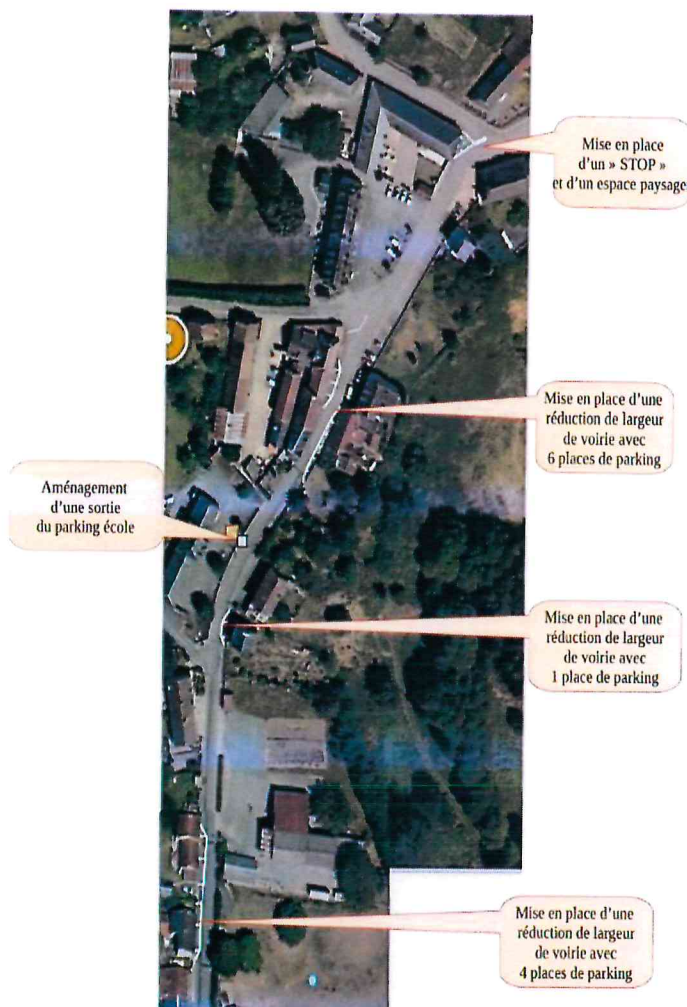 Mise en place
d'un » STOP »
et d'un espace paysage
Mise en place d'une
réduction de largeur
de voirie avec
6 places de parking
Aménagement
d'une sortie
du parking école
Mise en place d'une
réduction de largeur
de voirie avec
1 place de parking
Mise en place d'une
réduction de largeur
de voirie avec
4 places de parking